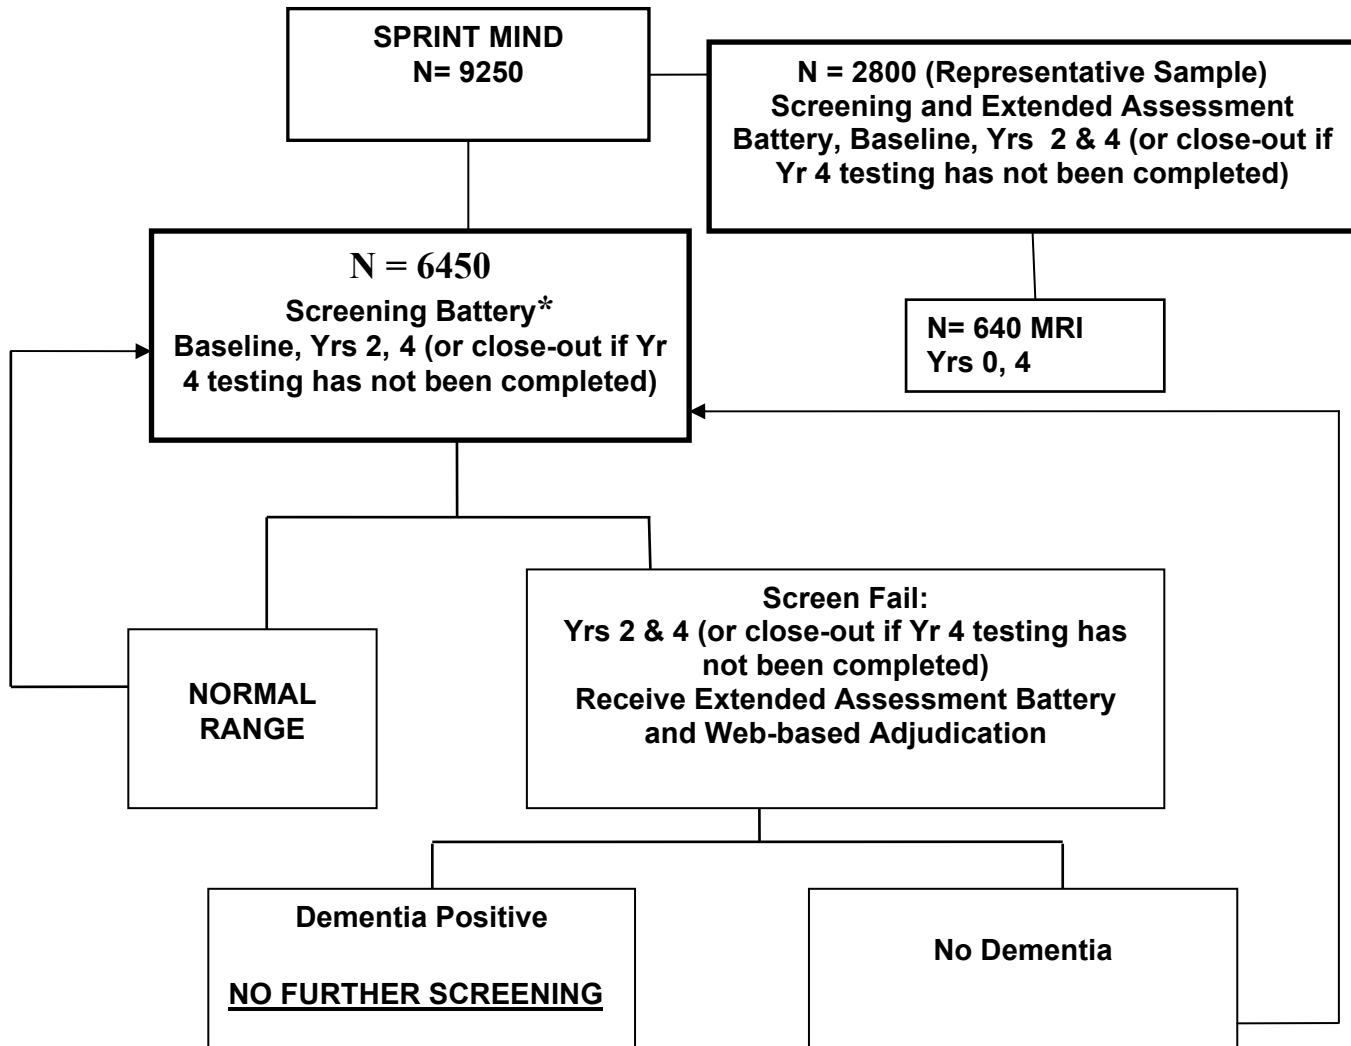 SPRINT MIND
N= 9250
N = 2800 (Representative Sample)
Screening and Extended Assessment
Battery, Baseline, Yrs  2 & 4 (or close-out if
Yr 4 testing has not been completed)
N = 6450
Screening Battery*
Baseline, Yrs 2, 4 (or close-out if Yr
4 testing has not been completed)
N= 640 MRI
Yrs 0, 4
NORMAL
RANGE
Screen Fail:
Yrs 2 & 4 (or close-out if Yr 4 testing has
not been completed)
Receive Extended Assessment Battery
and Web-based Adjudication
Dementia Positive
NO FURTHER SCREENING
No Dementia